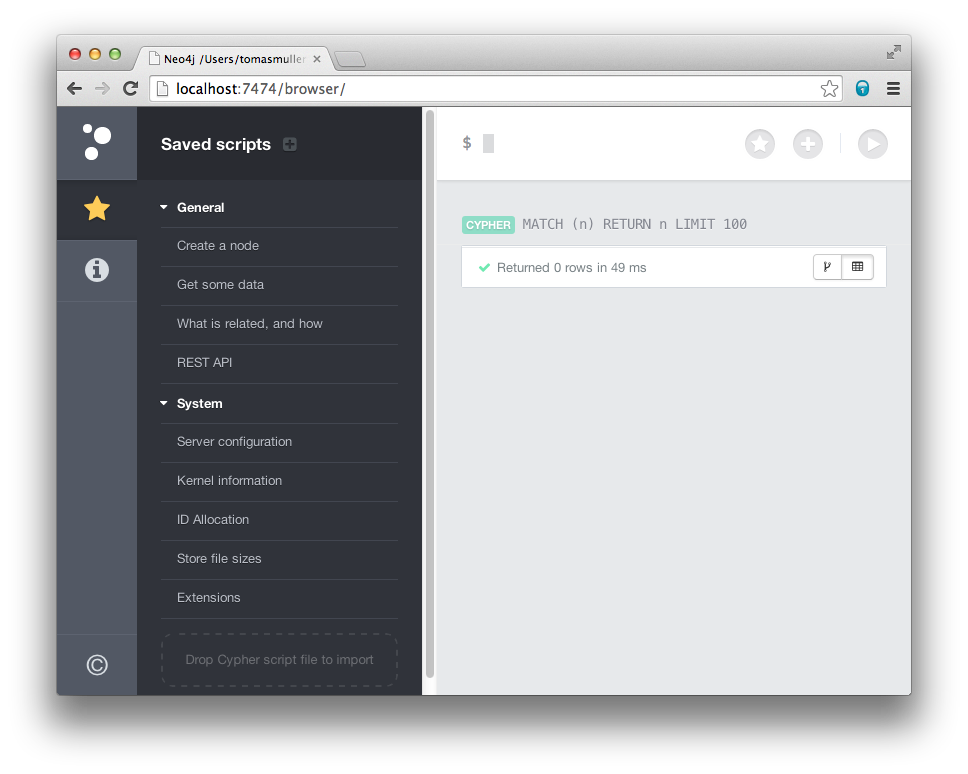 Neo4j /Users/tomasmuller
localhost:7474/browser/
Saved scripts
General
Create a node
Get some data
What is related, and how
REST API
System
Server configuration
Kernel information
ID Allocation
Store file sizes
Extensions
Drop Cypher script file to import
©
$
CYPHER MATCH (n) RETURN n LIMIT 100
Returned 0 rows in 49 ms